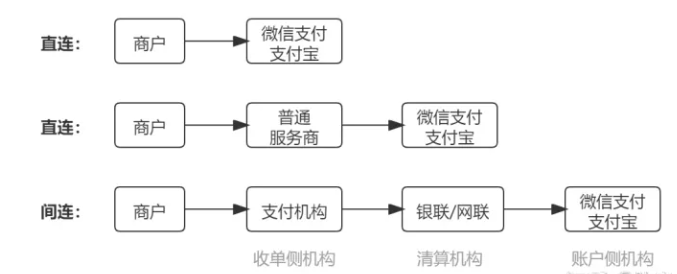 直连： 商户 微信支付
支付宝
直连： 商户 普通 微信支付
服务商 支付宝
间连： 商户 支付机构 银联/网联 微信支付
支付宝
收单侧机构 清算机构 账户侧机构